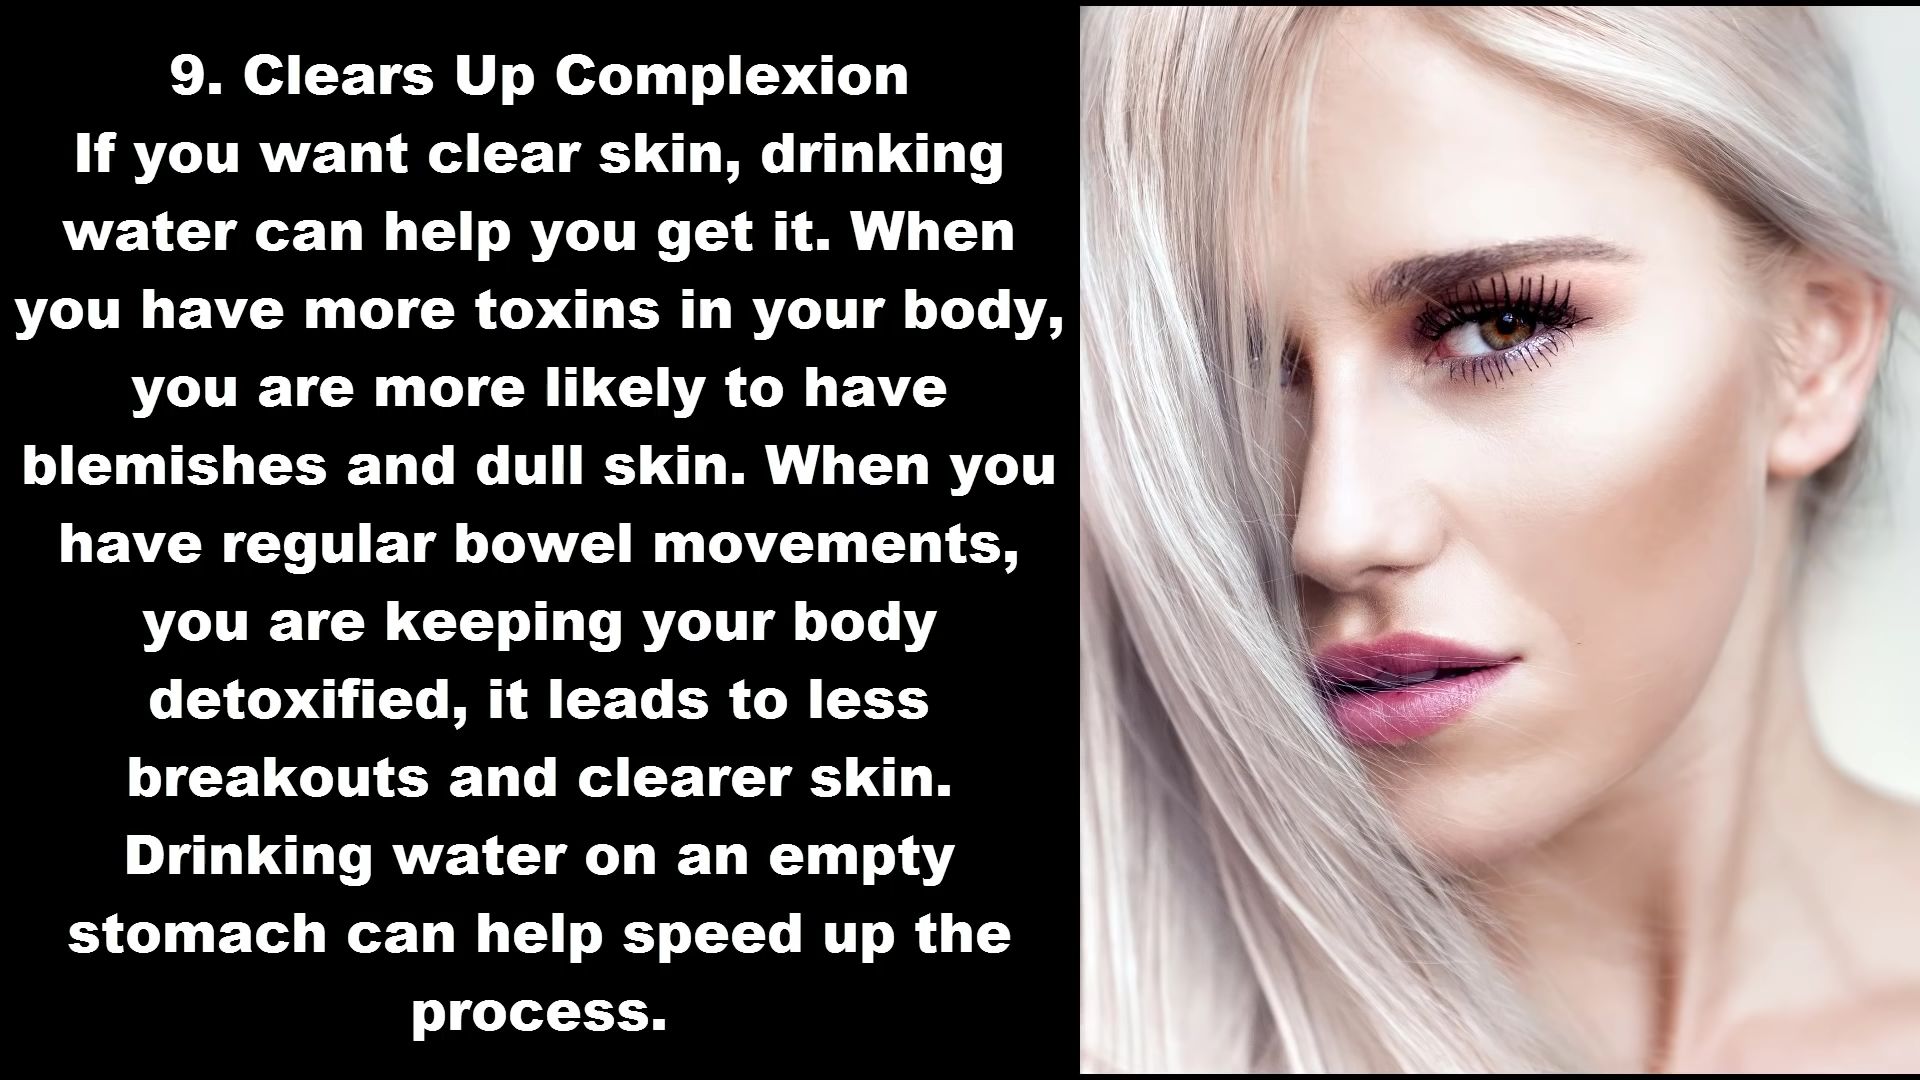 9. Clears Up Complexion
If you want clear skin, drinking
water can help you get it. When
you have more toxins in your body,
you are more likely to have
blemishes and dull skin. When you
have regular bowel movements,
you are keeping your body
detoxified, it leads to less
breakouts and clearer skin.
Drinking water on an empty
stomach can help speed up the
process.